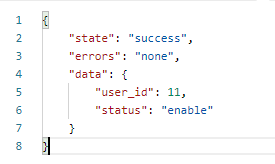 1 {
2 "state": "success",
3 "errors": "none",
4 "data": {
5 "user_id": 11,
6 "status": "enable"
7 }
8 }